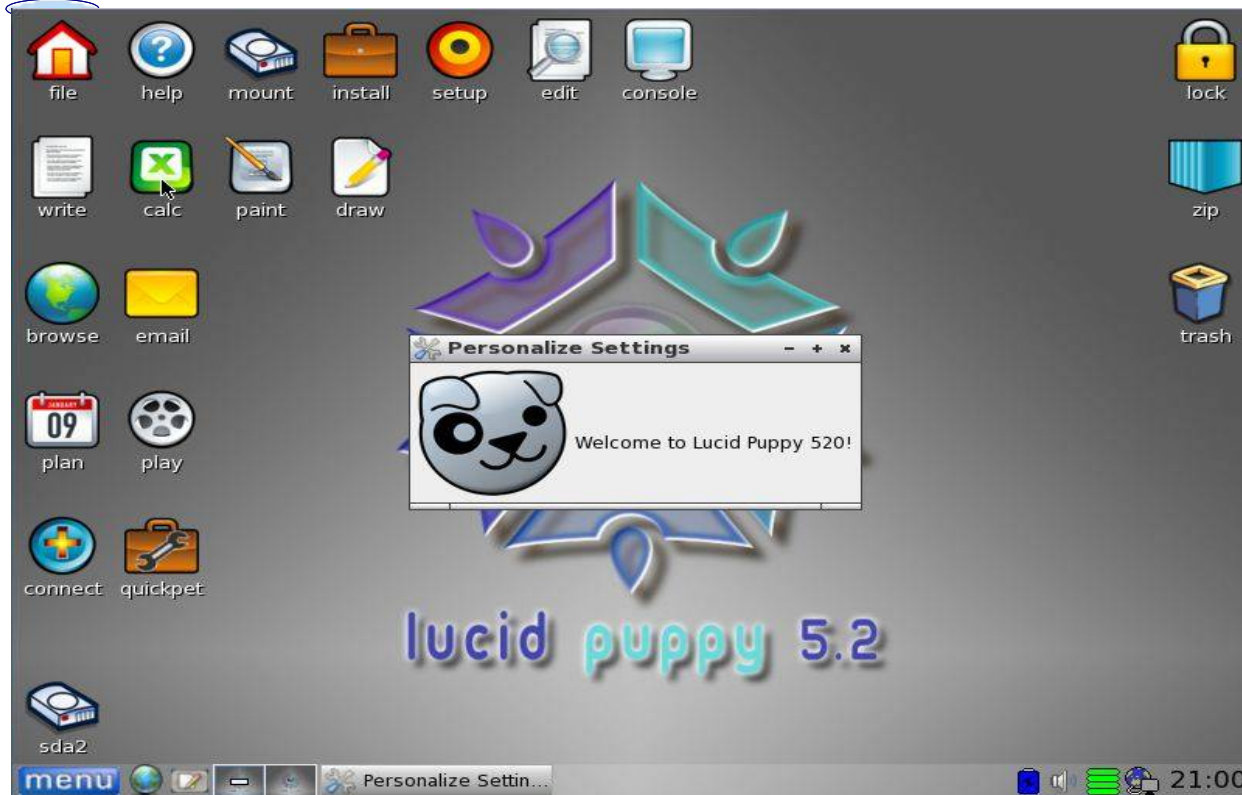 file help mount install setup edit console lock
write calc paint draw zip
browse email trash
Personalize Settings
JANUARY
09
Welcome to Lucid Puppy 520!
plan play
connect quickpet
lucid puppy 5.2
sda2
menu Personalize Settin... 21:00